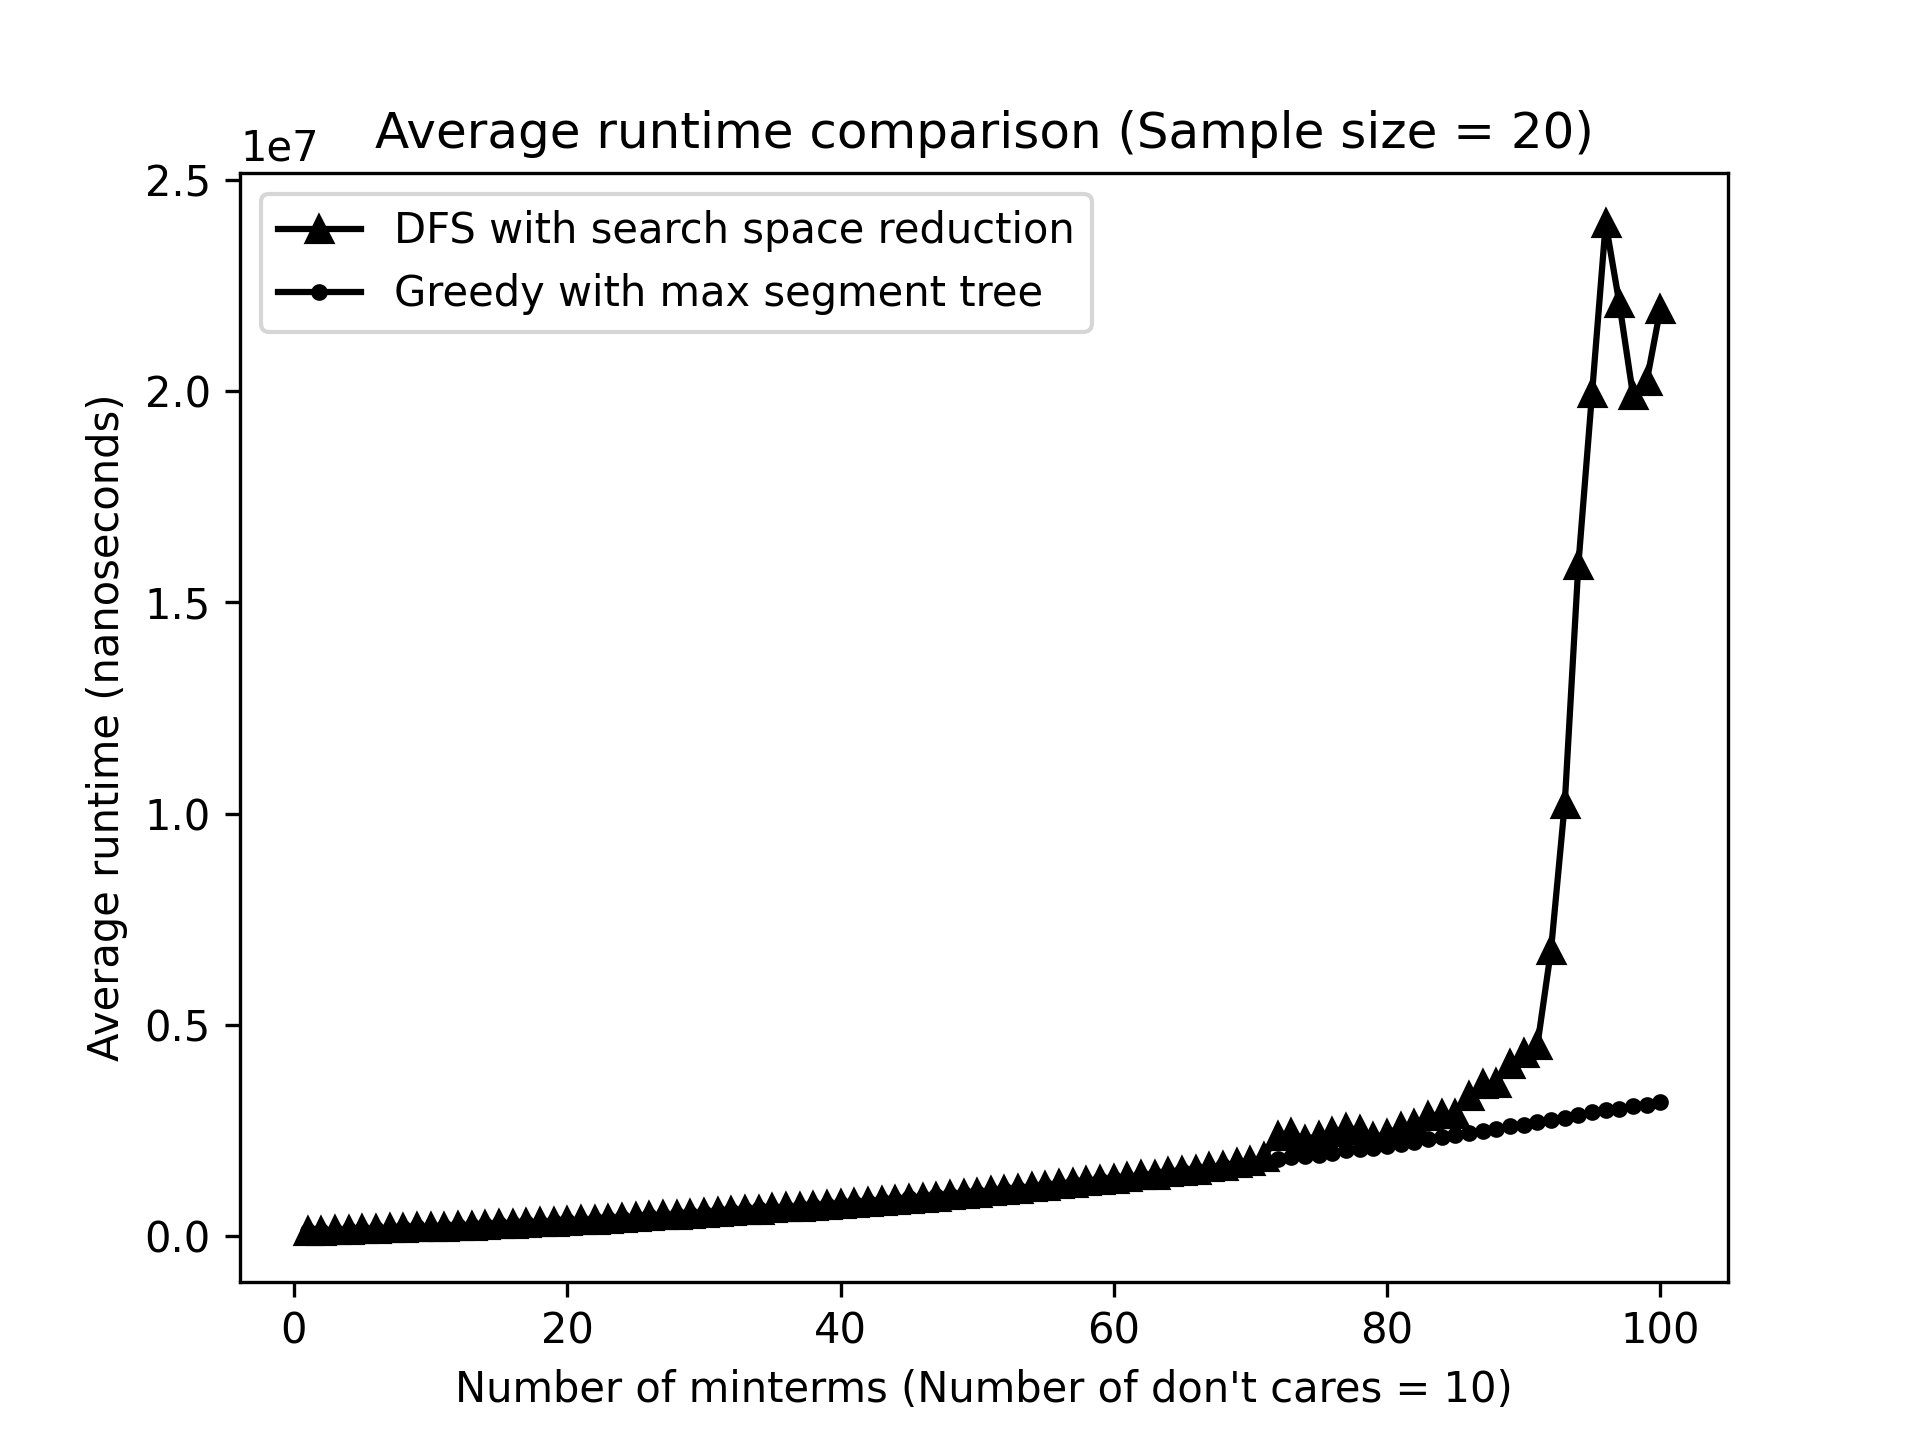 Average runtime comparison (Sample size = 20)
1e7
DFS with search space reduction
Greedy with max segment tree
2.5
2.0
1.5
1.0
0.5
0.0
Average runtime (nanoseconds)
0 20 40 60 80 100
Number of minterms (Number of don't cares = 10)